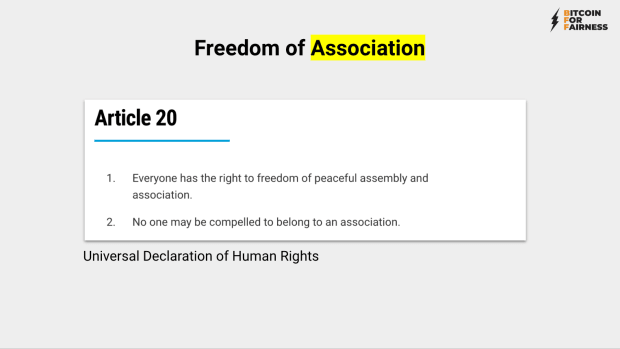 BITCOIN
FOR
FAIRNESS
Freedom of Association
Article 20
1. Everyone has the right to freedom of peaceful assembly and
association.
2. No one may be compelled to belong to an association.
Universal Declaration of Human Rights